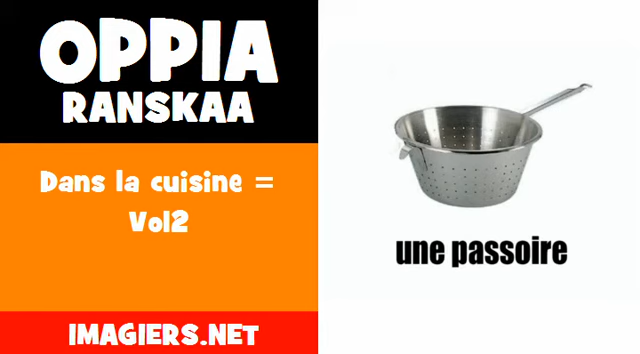 OPPIA
RANSKAA
Dans la cuisine =
Vol2
IMAGIERS.NET
une passoire